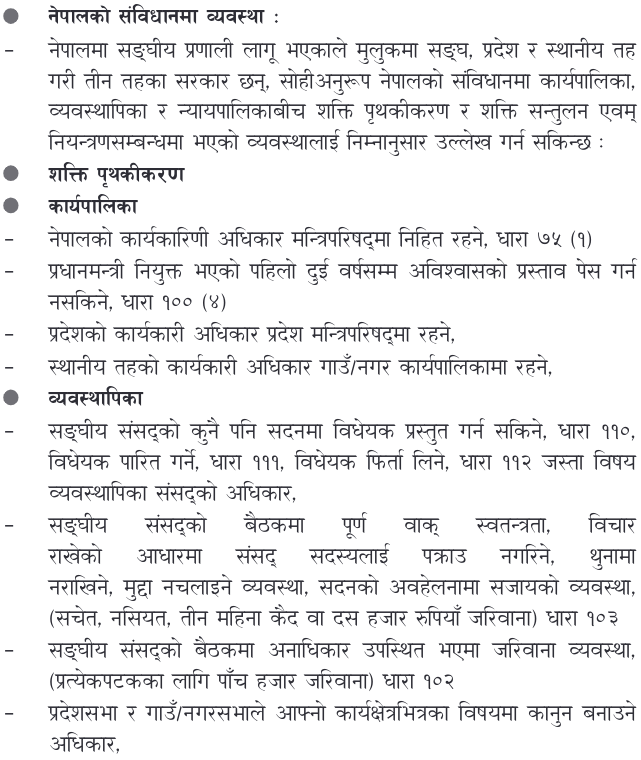 ● नेपालको संविधानमा व्यवस्था :
– नेपालमा सङ्घीय प्रणाली लागू भएकाले मुलुकमा सङ्घ, प्रदेश र स्थानीय तह
गरी तीन तहका सरकार छन्, सोहीअनुरूप नेपालको संविधानमा कार्यपालिका,
व्यवस्थापिका र न्यायपालिकाबीच शक्ति पृथकीकरण र शक्ति सन्तुलन एवम्
नियन्त्रणसम्बन्धमा भएको व्यवस्थालाई निम्नानुसार उल्लेख गर्न सकिन्छ :
● शक्ति पृथकीकरण
● कार्यपालिका
– नेपालको कार्यकारिणी अधिकार मन्त्रिपरिषद्‌मा निहित रहने, धारा ७५ (१)
– प्रधानमन्त्री नियुक्त भएको पहिलो दुई वर्षसम्म अविश्वासको प्रस्ताव पेस गर्न
नसकिने, धारा १०० (४)
– प्रदेशको कार्यकारी अधिकार प्रदेश मन्त्रिपरिषद्‌मा रहने,
– स्थानीय तहको कार्यकारी अधिकार गाउँ/नगर कार्यपालिकामा रहने,
● व्यवस्थापिका
– सङ्घीय संसद्‌को कुनै पनि सदनमा विधेयक प्रस्तुत गर्न सकिने, धारा ११०,
विधेयक पारित गर्ने, धारा १११, विधेयक फिर्ता लिने, धारा ११२ जस्ता विषय
व्यवस्थापिका संसद्‌को अधिकार,
– सङ्घीय संसद्‌को बैठकमा पूर्ण वाक् स्वतन्त्रता, विचार
राखेको आधारमा संसद् सदस्यलाई पक्राउ नगरिने, थुनामा
नराखिने, मुद्दा नचलाइने व्यवस्था, सदनको अवहेलनामा सजायको व्यवस्था,
(सचेत, नसियत, तीन महिना कैद वा दस हजार रुपियाँ जरिवाना) धारा १०३
– सङ्घीय संसद्‌को बैठकमा अनाधिकार उपस्थित भएमा जरिवाना व्यवस्था,
(प्रत्येकपटकका लागि पाँच हजार जरिवाना) धारा १०२
– प्रदेशसभा र गाउँ/नगरसभाले आफ्नो कार्यक्षेत्रभित्रका विषयमा कानुन बनाउने
अधिकार,